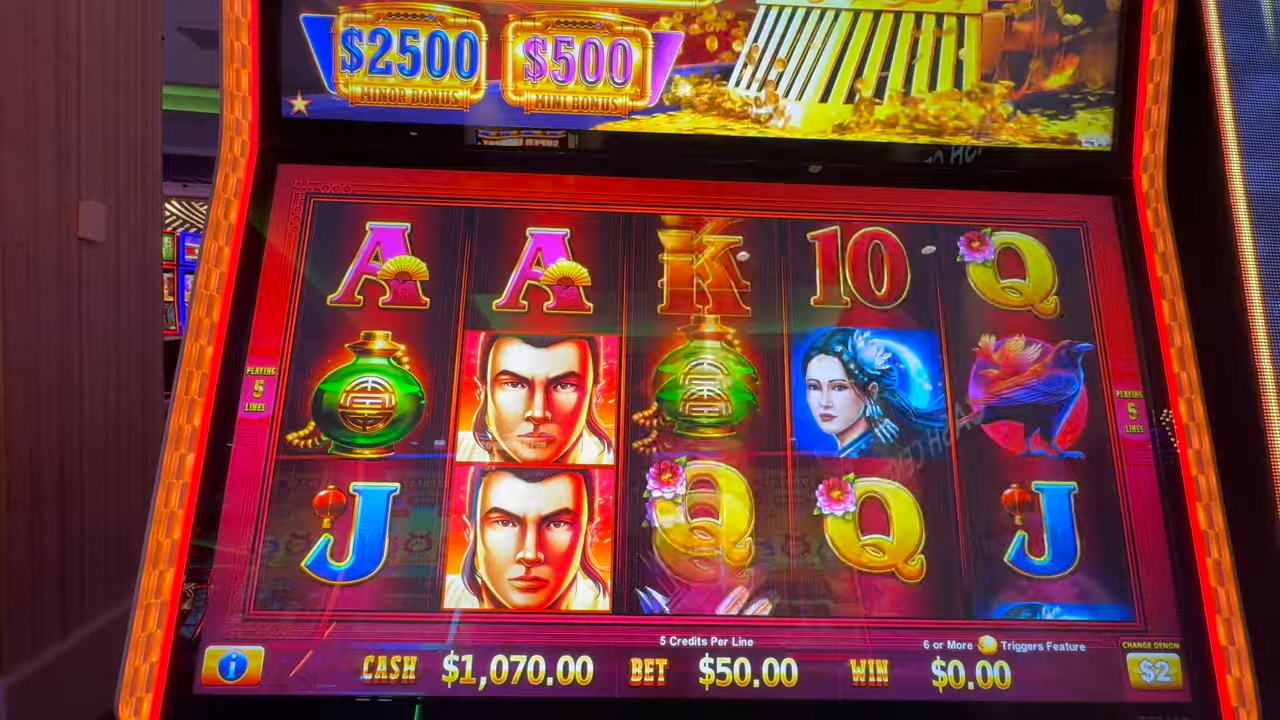 $2500
$500
MINOR BONUS
MINI BONUS
A
A
K
10
Q
PLAYING
5
LINES
PLAYING
5
LINES
J
Q
Q
J
5 Credits Per Line
6 or More
Triggers Feature
CHANGE DENOM
CASH
$1,070.00
BET
$50.00
WIN
$0.00
$2